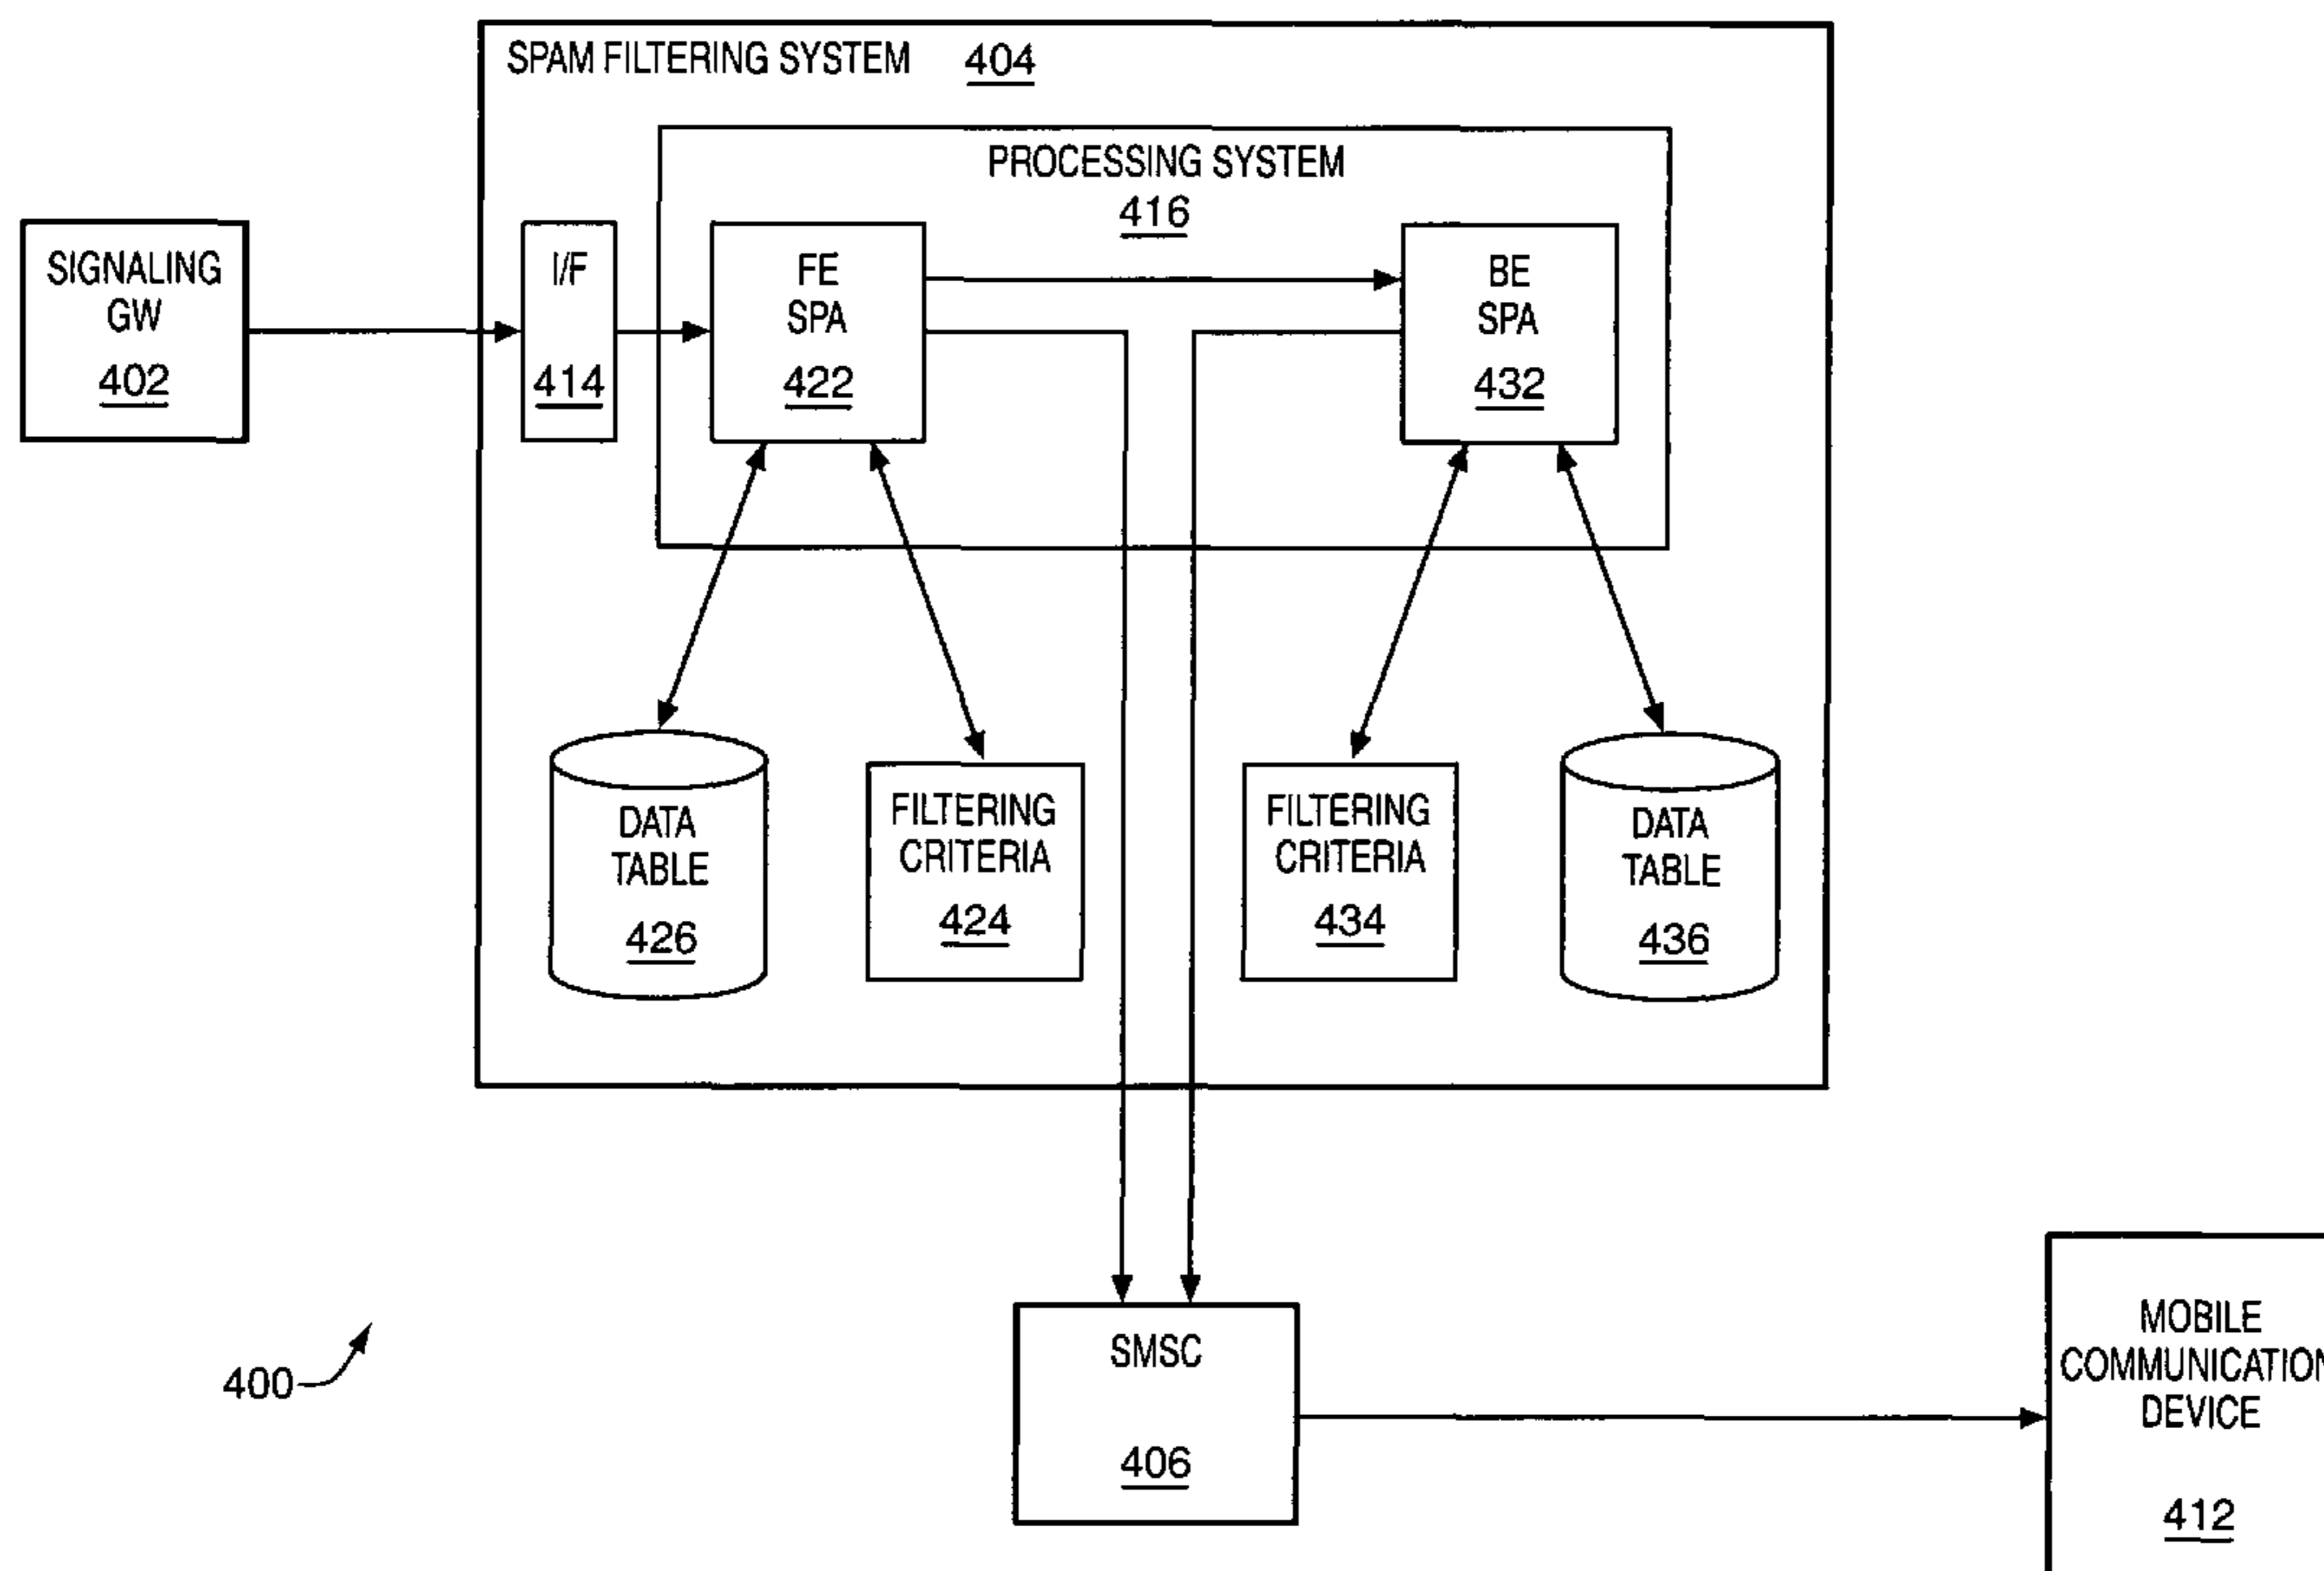 SPAM FILTERING SYSTEM 404
PROCESSING SYSTEM
416
SIGNALING
GW
402
I/F
414
FE
SPA
422
BE
SPA
432
DATA
TABLE
426
FILTERING
CRITERIA
424
FILTERING
CRITERIA
434
DATA
TABLE
436
400
SMSC
406
MOBILE
COMMUNICATION
DEVICE
412